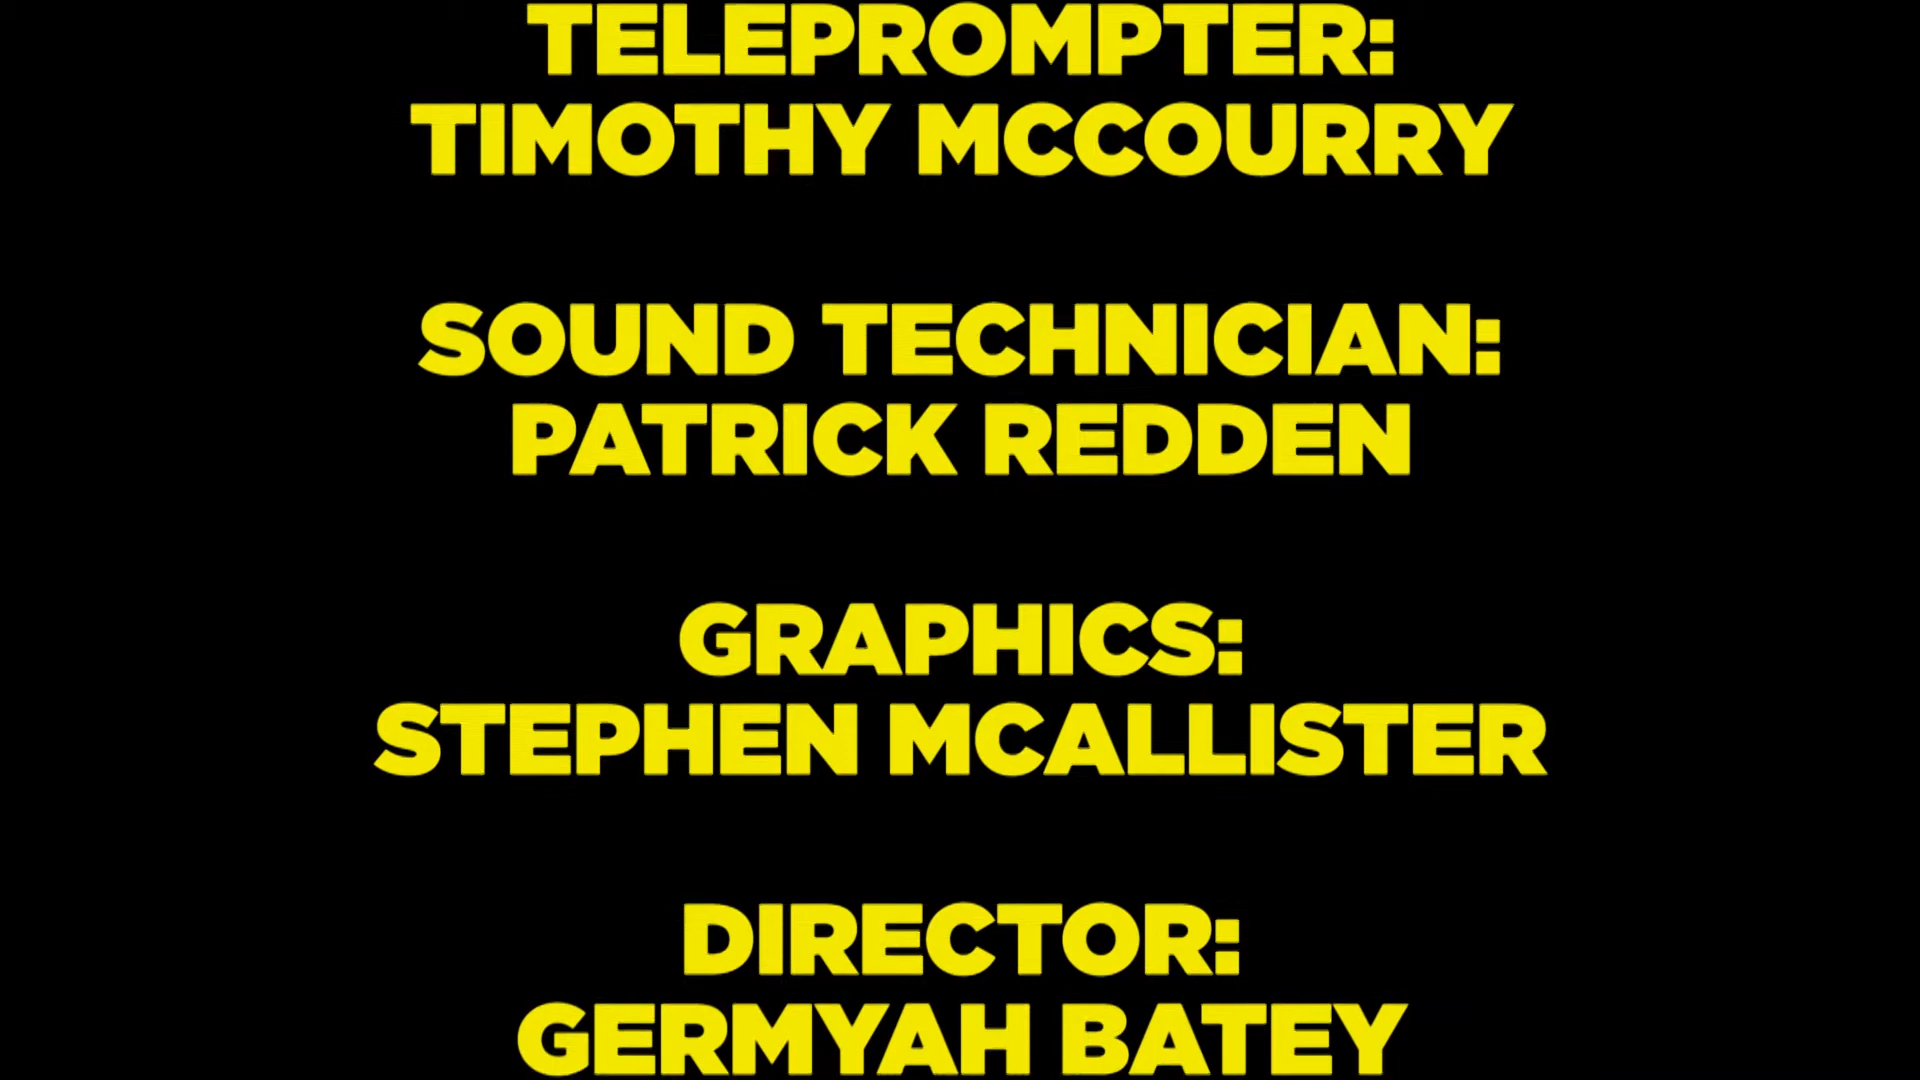 TELEPROMPTER:
TIMOTHY MCCOURRY
SOUND TECHNICIAN:
PATRICK REDDEN
GRAPHICS:
STEPHEN MCALLISTER
DIRECTOR:
GERMYAH BATEY